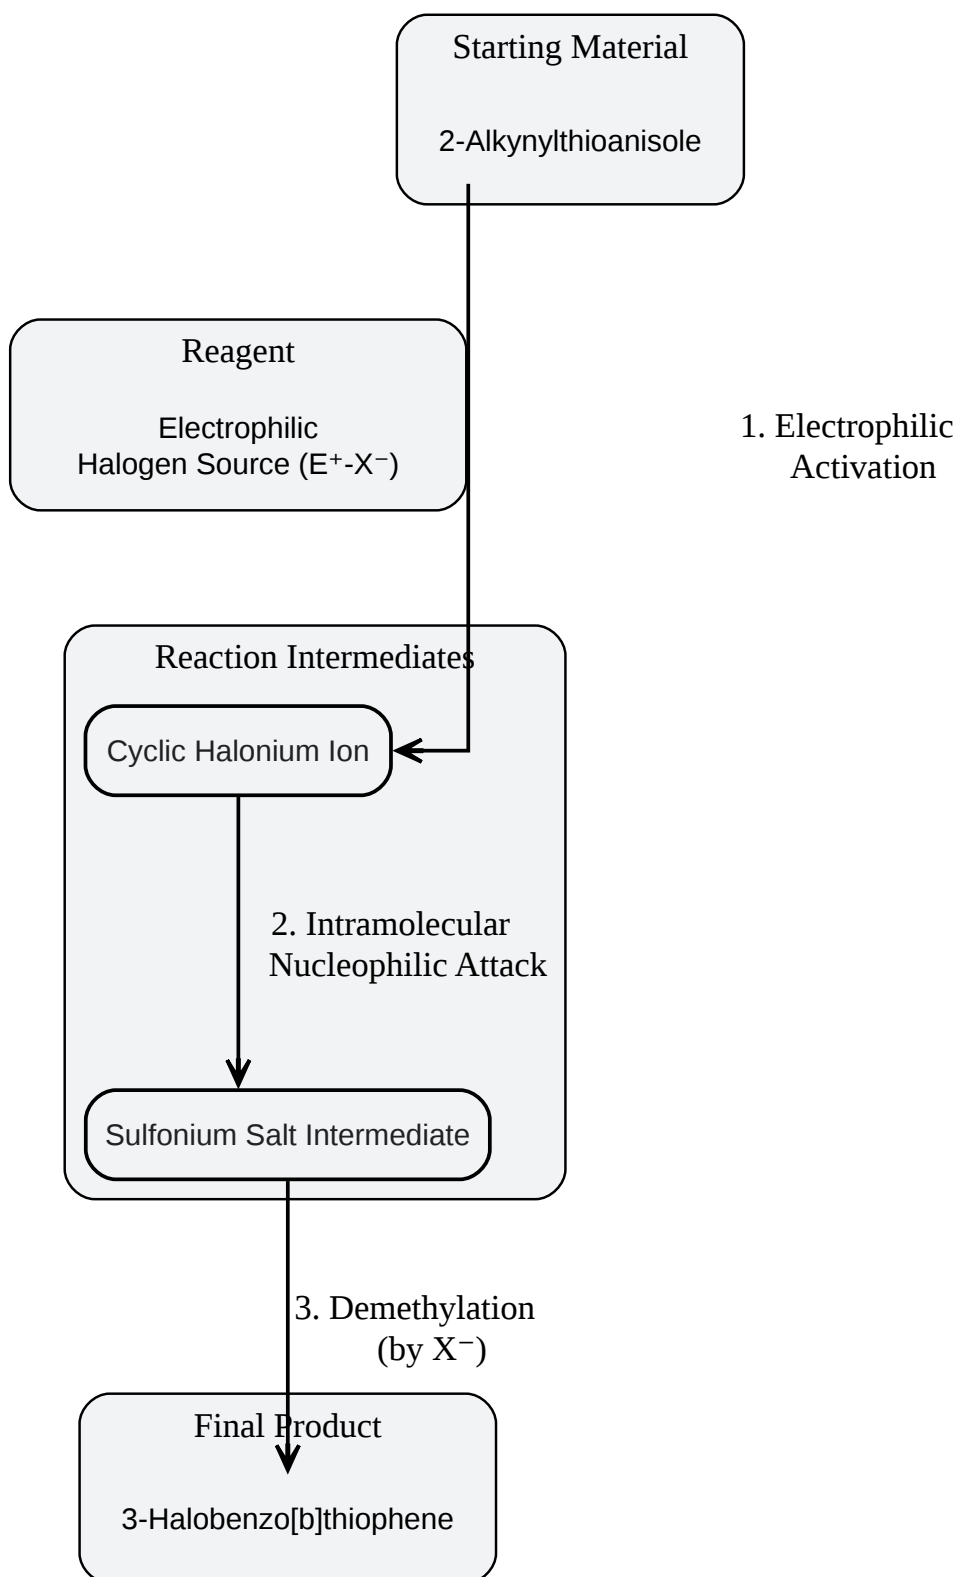 Starting Material
2-Alkynylthioanisole
Reagent
Electrophilic
Halogen Source (E⁺-X⁻)
1. Electrophilic
Activation
Reaction Intermediates
Cyclic Halonium Ion
2. Intramolecular
Nucleophilic Attack
Sulfonium Salt Intermediate
3. Demethylation
(by X⁻)
Final Product
3-Halobenzo[b]thiophene